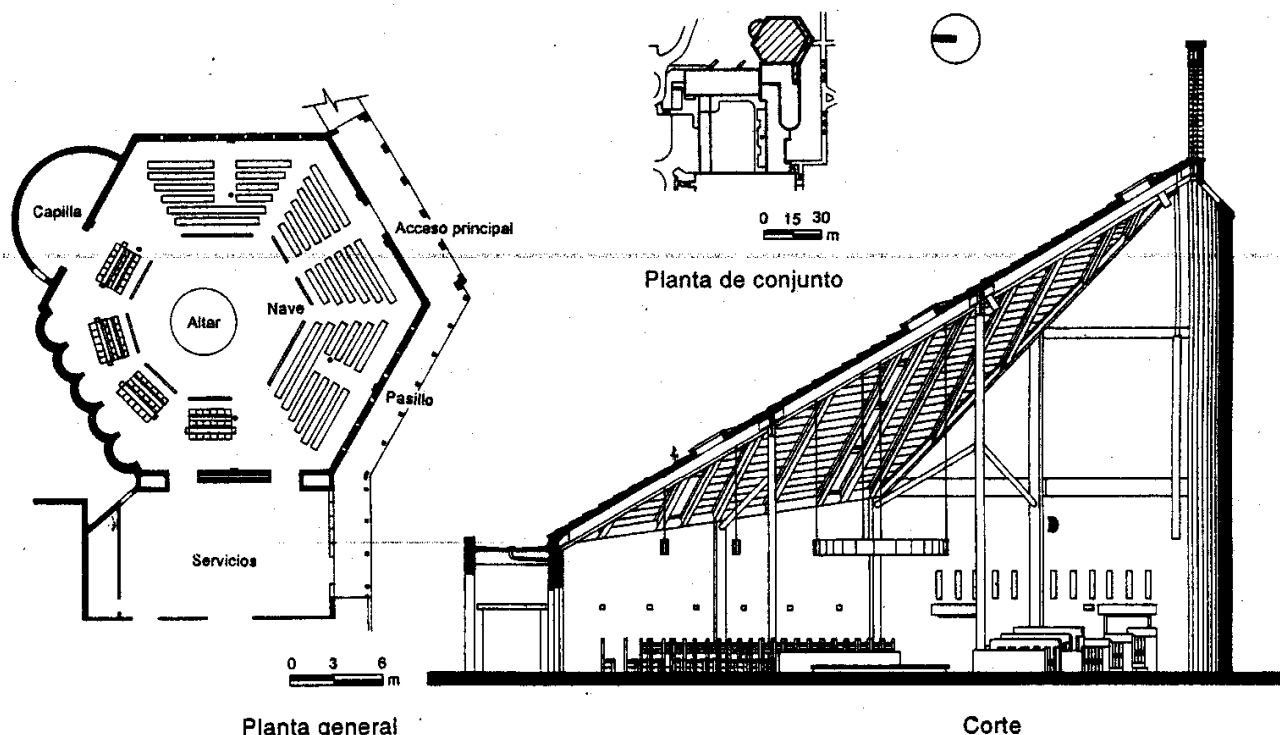 Capilla
Acceso principal
Nave
Altar
Pasillo
Servicios
0 3 6
m
Planta general
0 15 30
m
Planta de conjunto
Corte